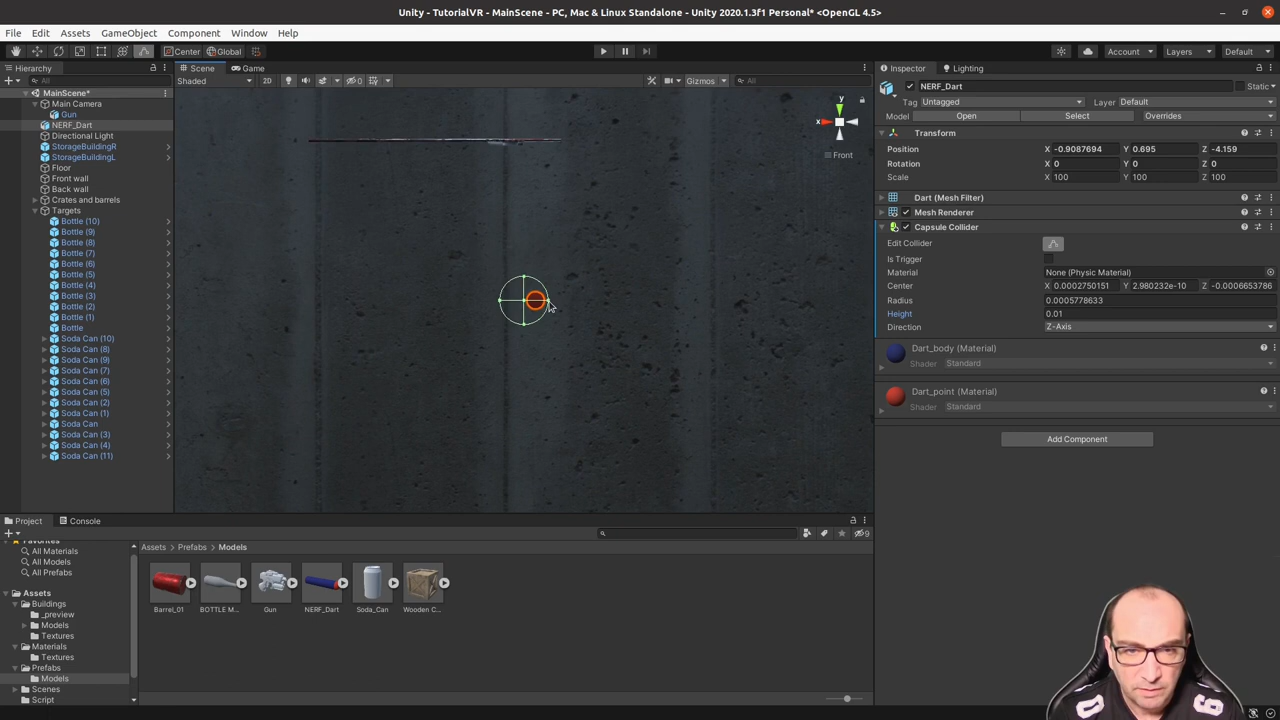 Unity - TutorialVR - MainScene - PC, Mac & Linux Standalone - Unity 2020.1.3f1 Personal* <OpenGL 4.5>
File Edit Assets GameObject Component Window Help
Center Global Account Layers Default
Hierarchy
All
MainScene*
Main Camera
Gun
NERF_Dart
Directional Light
StorageBuildingR
StorageBuildingL
Floor
Front wall
Back wall
Crates and barrels
Targets
Bottle (10)
Bottle (9)
Bottle (8)
Bottle (7)
Bottle (6)
Bottle (5)
Bottle (4)
Bottle (3)
Bottle (2)
Bottle (1)
Bottle
Soda Can (10)
Soda Can (8)
Soda Can (9)
Soda Can (7)
Soda Can (6)
Soda Can (5)
Soda Can (2)
Soda Can (1)
Soda Can
Soda Can (3)
Soda Can (4)
Soda Can (11)
Scene Game
Shaded 2D 0 Gizmos All
y
x
Front
Inspector Lighting
NERF_Dart Static
Tag Untagged Layer Default
Model Open Select Overrides
Transform
Position X -0.9087694 Y 0.695 Z -4.159
Rotation X 0 Y 0 Z 0
Scale X 100 Y 100 Z 100
Dart (Mesh Filter)
Mesh Renderer
Capsule Collider
Edit Collider
Is Trigger
Material None (Physic Material)
Center X 0.0002750151 Y 2.980232e-10 Z -0.0006653786
Radius 0.0005778633
Height 0.01
Direction Z-Axis
Dart_body (Material)
Shader Standard
Dart_point (Material)
Shader Standard
Add Component
Project Console
9
Favorites
All Materials
All Models
All Prefabs
Assets
Buildings
_preview
Models
Textures
Materials
Textures
Prefabs
Models
Scenes
Script
Assets Prefabs Models
Barrel_01 BOTTLE M... Gun NERF_Dart Soda_Can Wooden C...